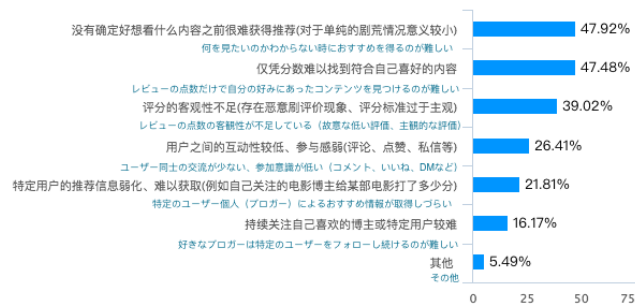 没有确定好想看什么内容之前很难获得推荐(对于单纯的剧荒情况意义较小) 47.92%
何を見たいのかわからない時におすすめを得るのが難しい
仅凭分数难以找到符合自己喜好的内容 47.48%
レビューの点数だけで自分の好みにあったコンテンツを見つけるのが難しい
评分的客观性不足(存在恶意刷评价现象、评分标准过于主观) 39.02%
レビューの点数の客観性が不足している（故意な低い評価、主観的な評価）
用户之间的互动性较低、参与感弱(评论、点赞、私信等) 26.41%
ユーザー同士の交流が少ない、参加意識が低い（コメント、いいね、DMなど）
特定用户的推荐信息弱化、难以获取(例如自己关注的电影博主给某部电影打了多少分) 21.81%
特定のユーザー個人（ブロガー）によるおすすめ情報が取得しづらい
持续关注自己喜欢的博主或特定用户较难 16.17%
好きなブロガーは特定のユーザーをフォローし続けるのが難しい
其他 5.49%
その他
0 25 50 75